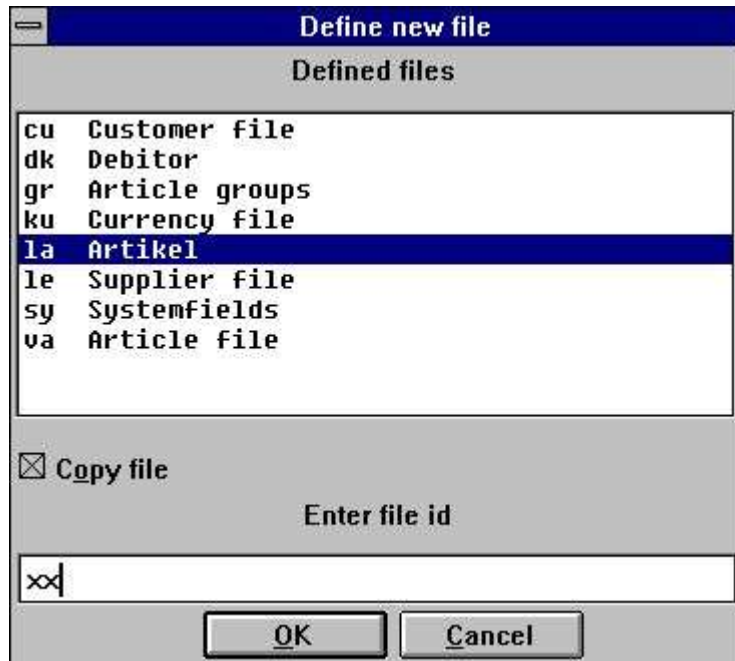 Define new file
Defined files
cu Customer file
dk Debitor
gr Article groups
ku Currency file
la Artikel
le Supplier file
sy Systemfields
va Article file
Copy file
Enter file id
xx
OK Cancel